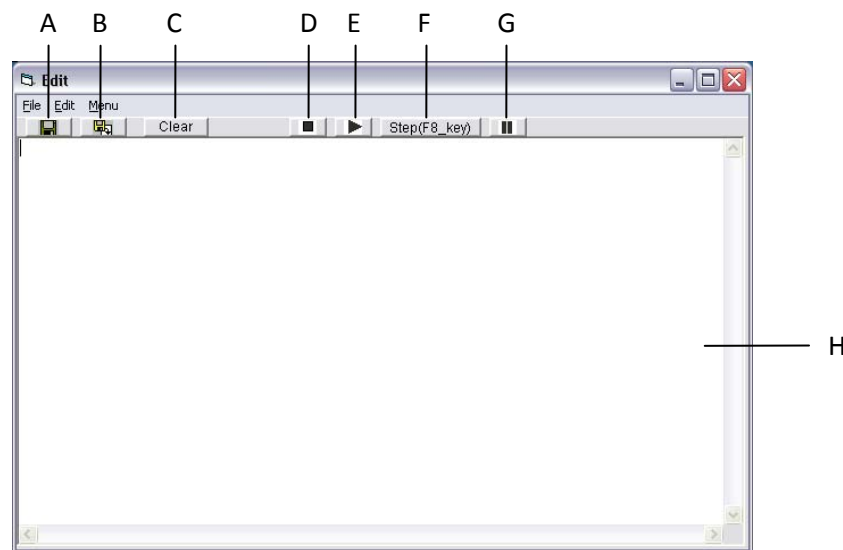 A B C D E F G
Edit
File Edit Menu
Clear Step(F8_key)
H